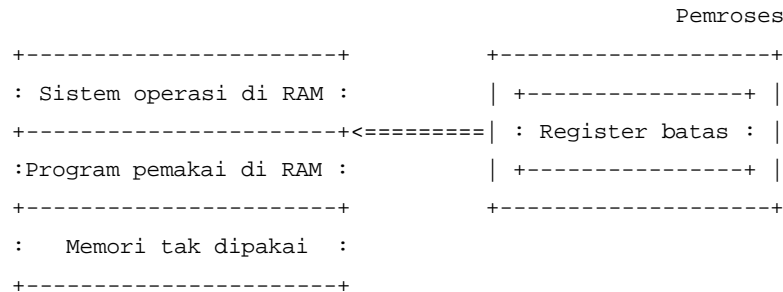 Pemroses
+-----------------------+ +--------------------+
: Sistem operasi di RAM : | +----------------+ |
+-----------------------+<=========| : Register batas : |
:Program pemakai di RAM : | +----------------+ |
+-----------------------+ +--------------------+
: Memori tak dipakai :
+-----------------------+